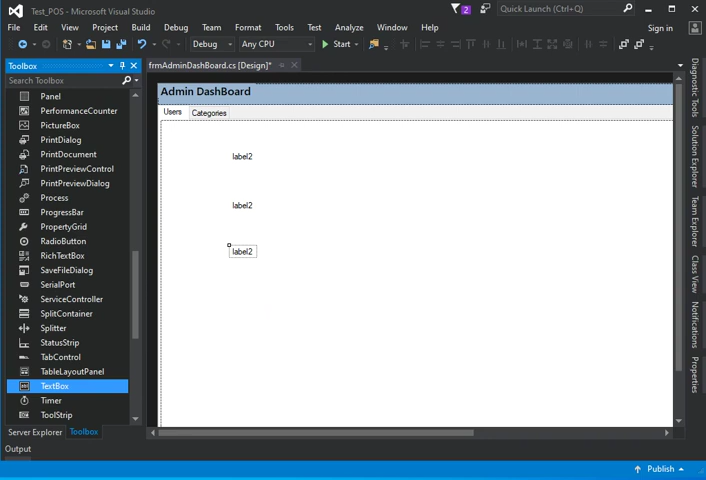 Test_POS - Microsoft Visual Studio
2
Quick Launch (Ctrl+Q)
File Edit View Project Build Debug Team Format Tools Test Analyze Window Help
Sign in
Debug Any CPU Start
Toolbox
frmAdminDashBoard.cs [Design]*
Search Toolbox
Panel
PerformanceCounter
PictureBox
PrintDialog
PrintDocument
PrintPreviewControl
PrintPreviewDialog
Process
ProgressBar
PropertyGrid
RadioButton
RichTextBox
SaveFileDialog
SerialPort
ServiceController
SplitContainer
Splitter
StatusStrip
TabControl
TableLayoutPanel
TextBox
Timer
ToolStrip
Server Explorer Toolbox
Admin DashBoard
Users Categories
label2
label2
label2
Diagnostic Tools
Solution Explorer
Team Explorer
Class View
Notifications
Properties
Output
Publish